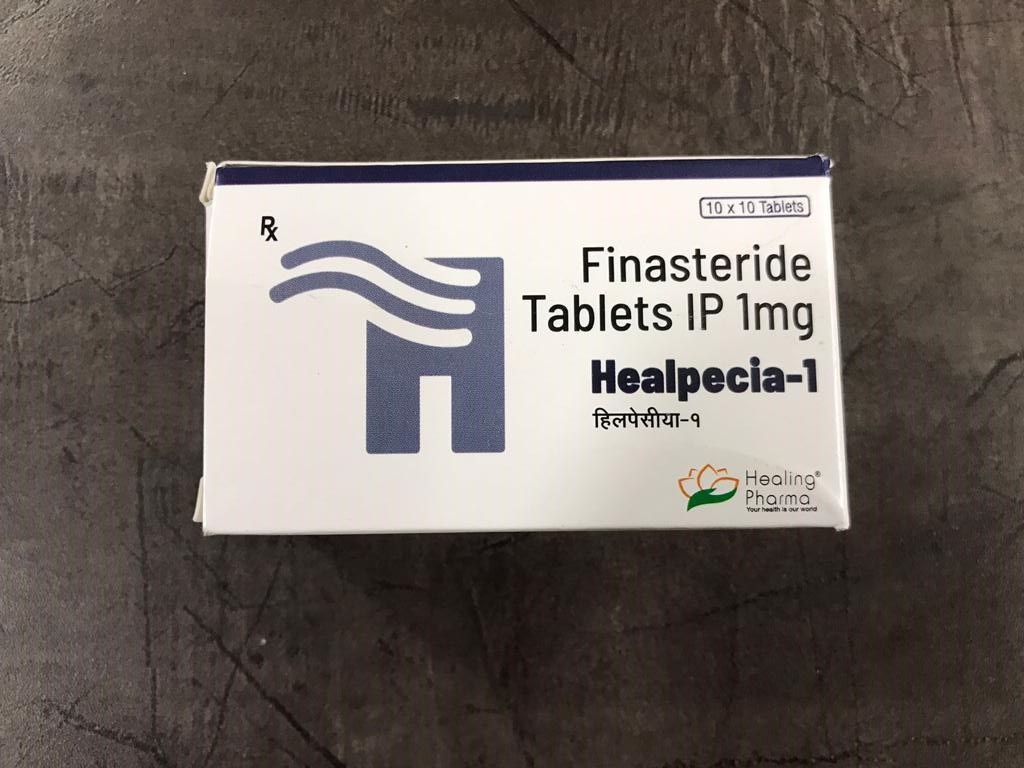 10 x 10 Tablets
Rx
Finasteride
Tablets IP 1mg
Healpecia-1
हिलपेसीया-१
Healing®
Pharma
Your health is our world